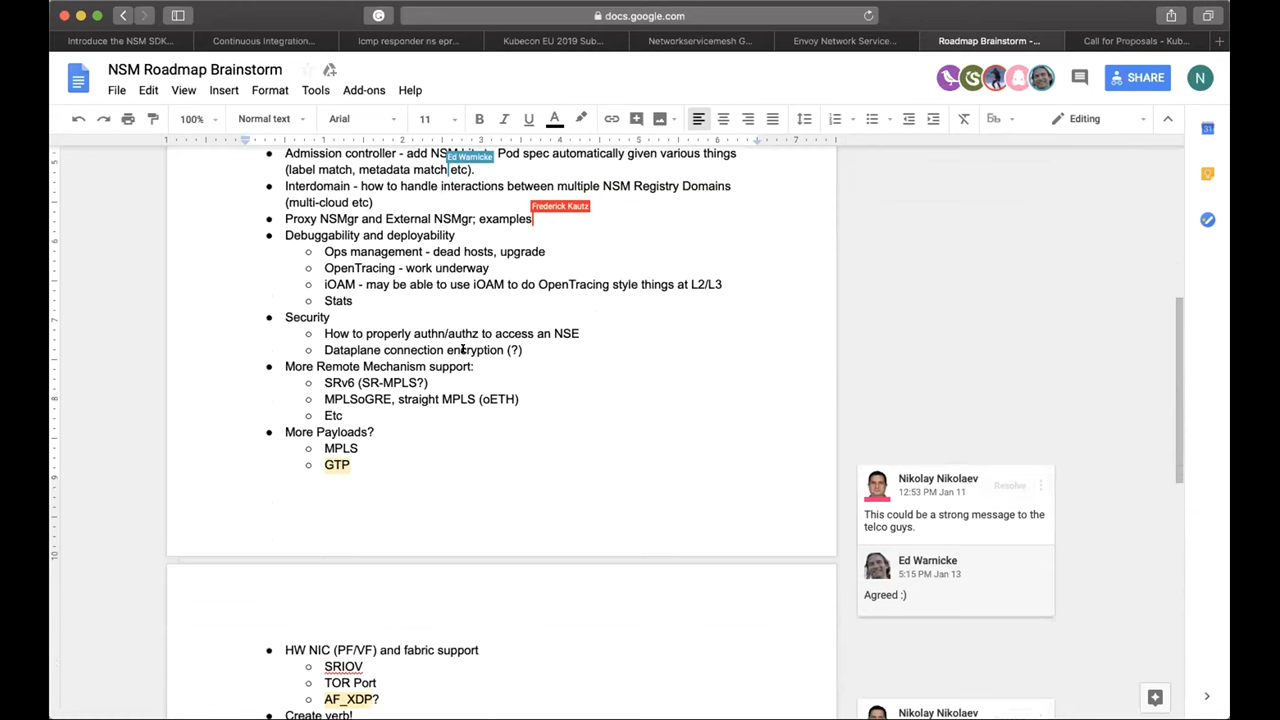 docs.google.com
Introduce the NSM SDK...
Continuous Integration...
Icmp responder ns epr...
Kubecon EU 2019 Sub...
Networkservicemesh G...
Envoy Network Service...
Roadmap Brainstorm -...
Call for Proposals - Kub...
NSM Roadmap Brainstorm
SHARE
N
File Edit View Insert Format Tools Add-ons Help
100% Normal text Arial 11 B I U A Editing
1 1 2 3 4 5 6 7
Admission controller - add NSM Pod spec automatically given various things
Ed Warnicke
(label match, metadata match etc).
Interdomain - how to handle interactions between multiple NSM Registry Domains
(multi-cloud etc)
Frederick Kautz
Proxy NSMgr and External NSMgr; examples
Debuggability and deployability
Ops management - dead hosts, upgrade
OpenTracing - work underway
iOAM - may be able to use iOAM to do OpenTracing style things at L2/L3
Stats
Security
How to properly authn/authz to access an NSE
Dataplane connection encryption (?)
More Remote Mechanism support:
SRv6 (SR-MPLS?)
MPLSoGRE, straight MPLS (oETH)
Etc
More Payloads?
MPLS
GTP
Nikolay Nikolaev
12:53 PM Jan 11
Resolve
This could be a strong message to the
telco guys.
Ed Warnicke
5:15 PM Jan 13
Agreed :)
HW NIC (PF/VF) and fabric support
SRIOV
TOR Port
AF_XDP?
Create verb!
Nikolay Nikolaev